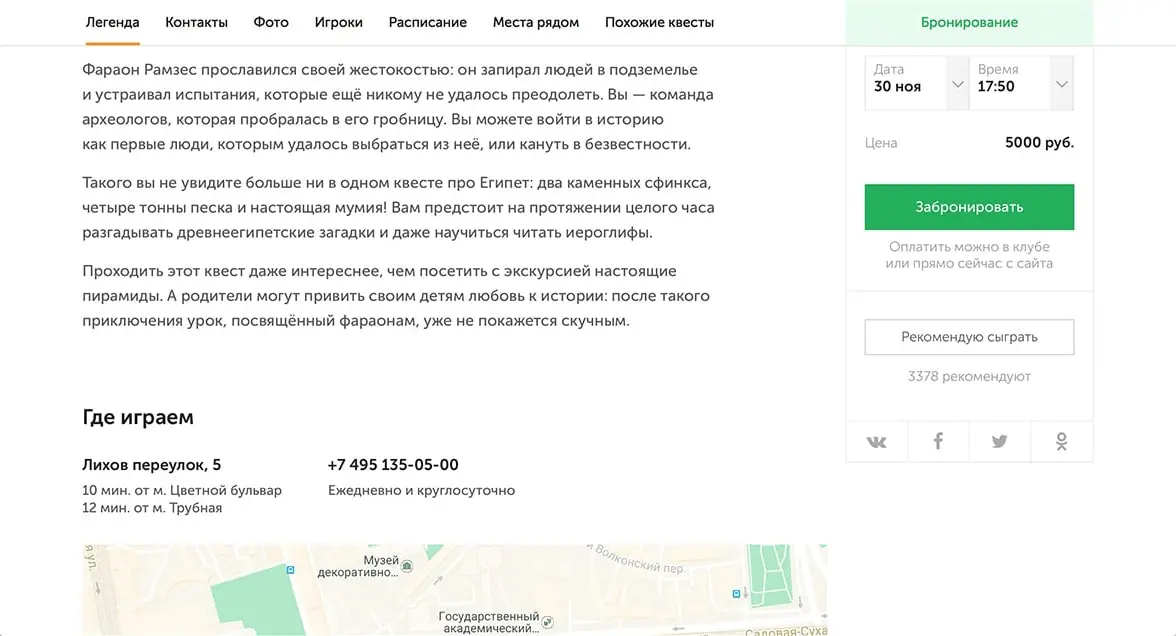 Легенда Контакты Фото Игроки Расписание Места рядом Похожие квесты
Бронирование
Фараон Рамзес прославился своей жестокостью: он запирал людей в подземелье
и устраивал испытания, которые ещё никому не удалось преодолеть. Вы — команда
археологов, которая пробралась в его гробницу. Вы можете войти в историю
как первые люди, которым удалось выбраться из неё, или кануть в безвестности.
Такого вы не увидите больше ни в одном квесте про Египет: два каменных сфинкса,
четыре тонны песка и настоящая мумия! Вам предстоит на протяжении целого часа
разгадывать древнеегипетские загадки и даже научиться читать иероглифы.
Проходить этот квест даже интереснее, чем посетить с экскурсией настоящие
пирамиды. А родители могут привить своим детям любовь к истории: после такого
приключения урок, посвящённый фараонам, уже не покажется скучным.
Дата
30 ноя
Время
17:50
Цена 5000 руб.
Забронировать
Оплатить можно в клубе
или прямо сейчас с сайта
Рекомендую сыграть
3378 рекомендуют
Где играем
Лихов переулок, 5
10 мин. от м. Цветной бульвар
12 мин. от м. Трубная
+7 495 135-05-00
Ежедневно и круглосуточно
Музей
декоративно...
й Волконский пер.
Государственный
академический...
Садовая-Суха